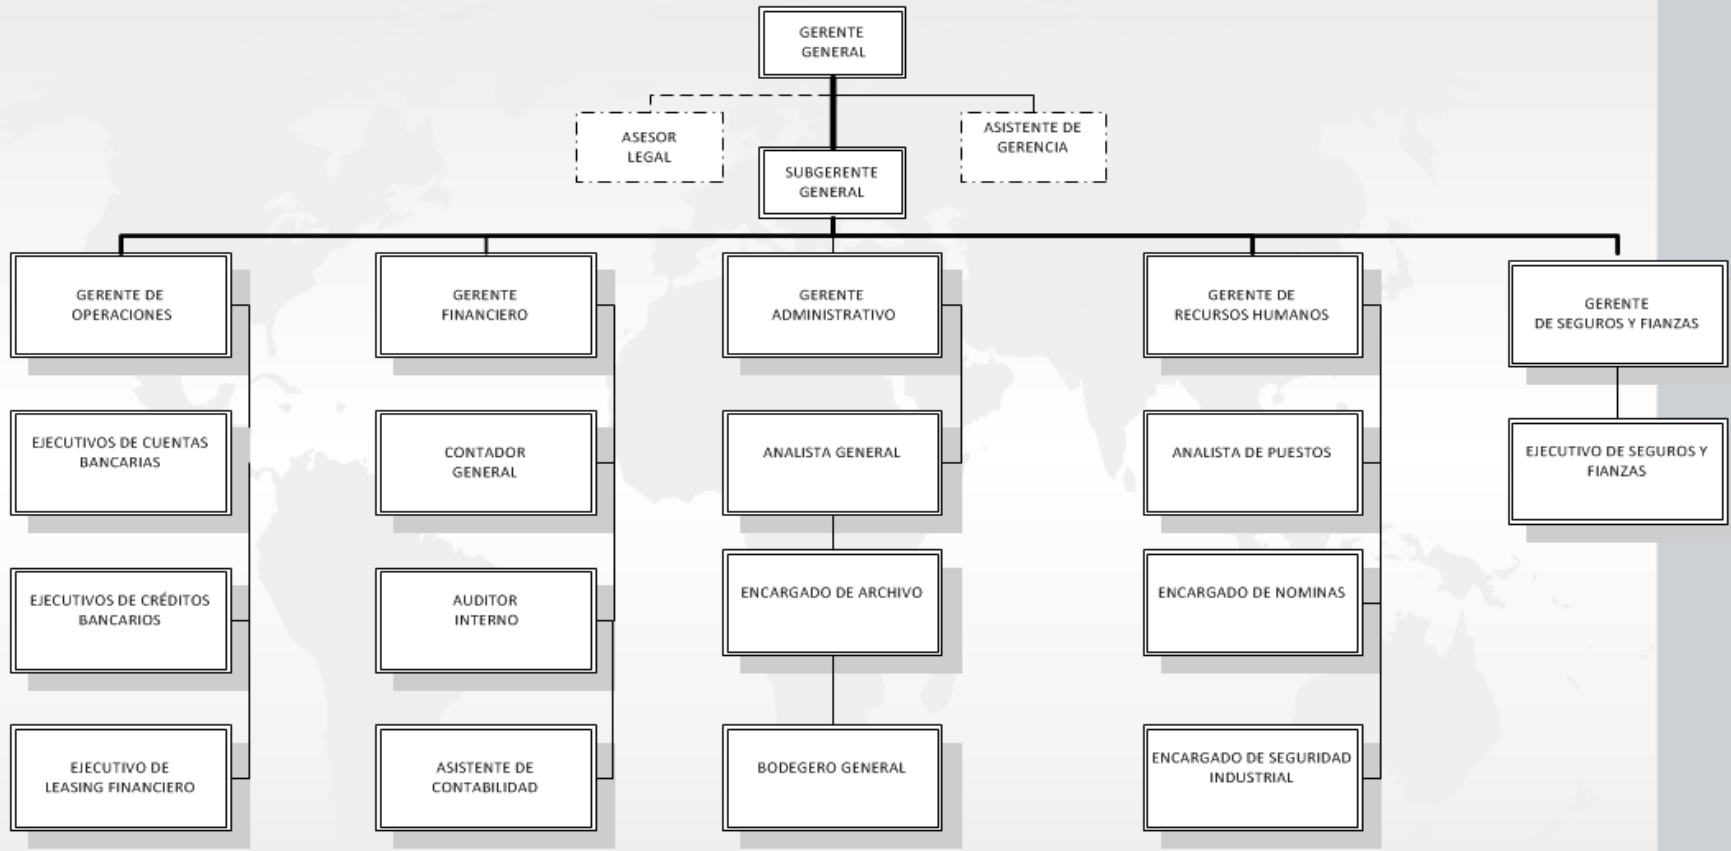 GERENTE
GENERAL
ASESOR
LEGAL
ASISTENTE DE
GERENCIA
SUBGERENTE
GENERAL
GERENTE DE
OPERACIONES
GERENTE
FINANCIERO
GERENTE
ADMINISTRATIVO
GERENTE DE
RECURSOS HUMANOS
GERENTE
DE SEGUROS Y FIANZAS
EJECUTIVOS DE CUENTAS
BANCARIAS
CONTADOR
GENERAL
ANALISTA GENERAL
ANALISTA DE PUESTOS
EJECUTIVO DE SEGUROS Y
FIANZAS
EJECUTIVOS DE CRÉDITOS
BANCARIOS
AUDITOR
INTERNO
ENCARGADO DE ARCHIVO
ENCARGADO DE NOMINAS
EJECUTIVO DE
LEASING FINANCIERO
ASISTENTE DE
CONTABILIDAD
BODEGERO GENERAL
ENCARGADO DE SEGURIDAD
INDUSTRIAL